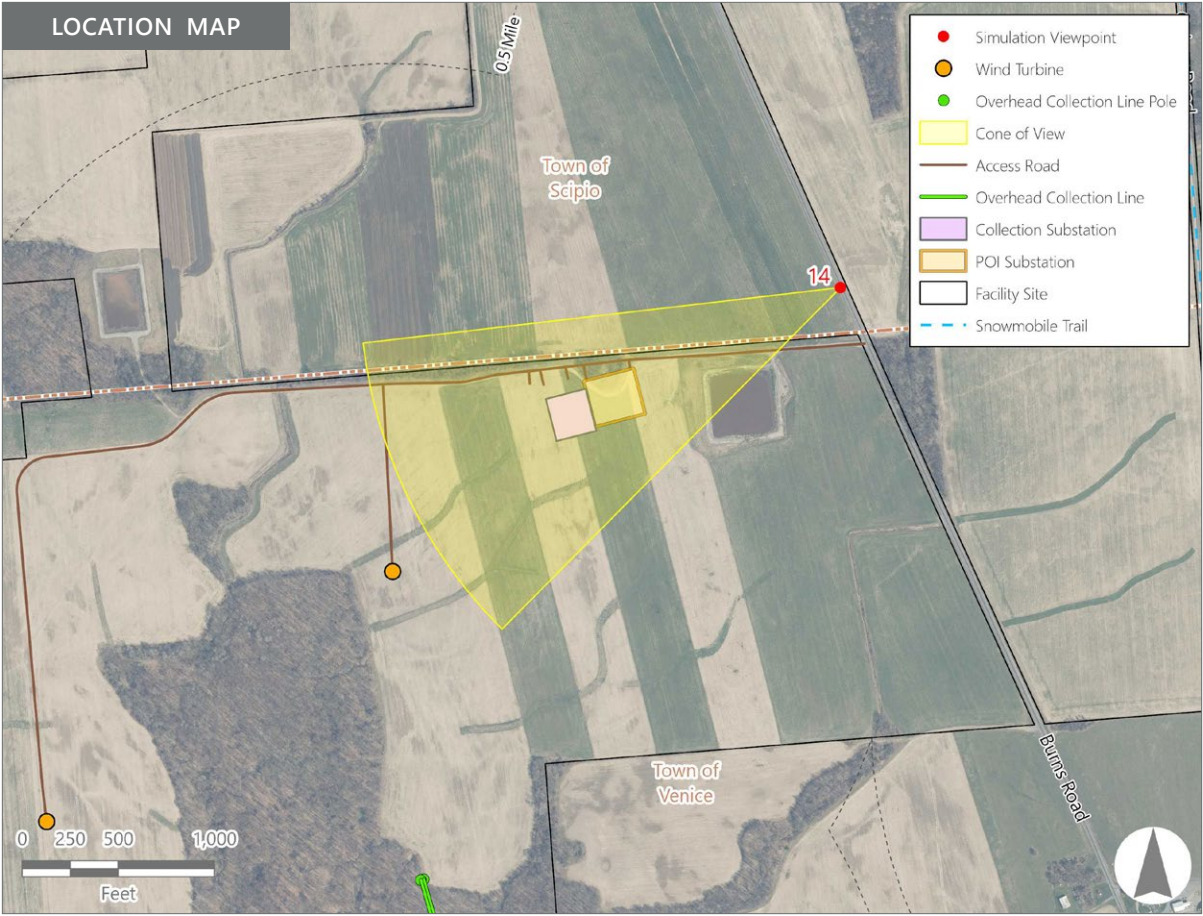 LOCATION MAP
0.5 Mile
Simulation Viewpoint
Wind Turbine
Overhead Collection Line Pole
Cone of View
Access Road
Overhead Collection Line
Collection Substation
POI Substation
Facility Site
Snowmobile Trail
Town of
Scipio
14
Town of
Venice
Burns Road
0 250 500 1,000
Feet